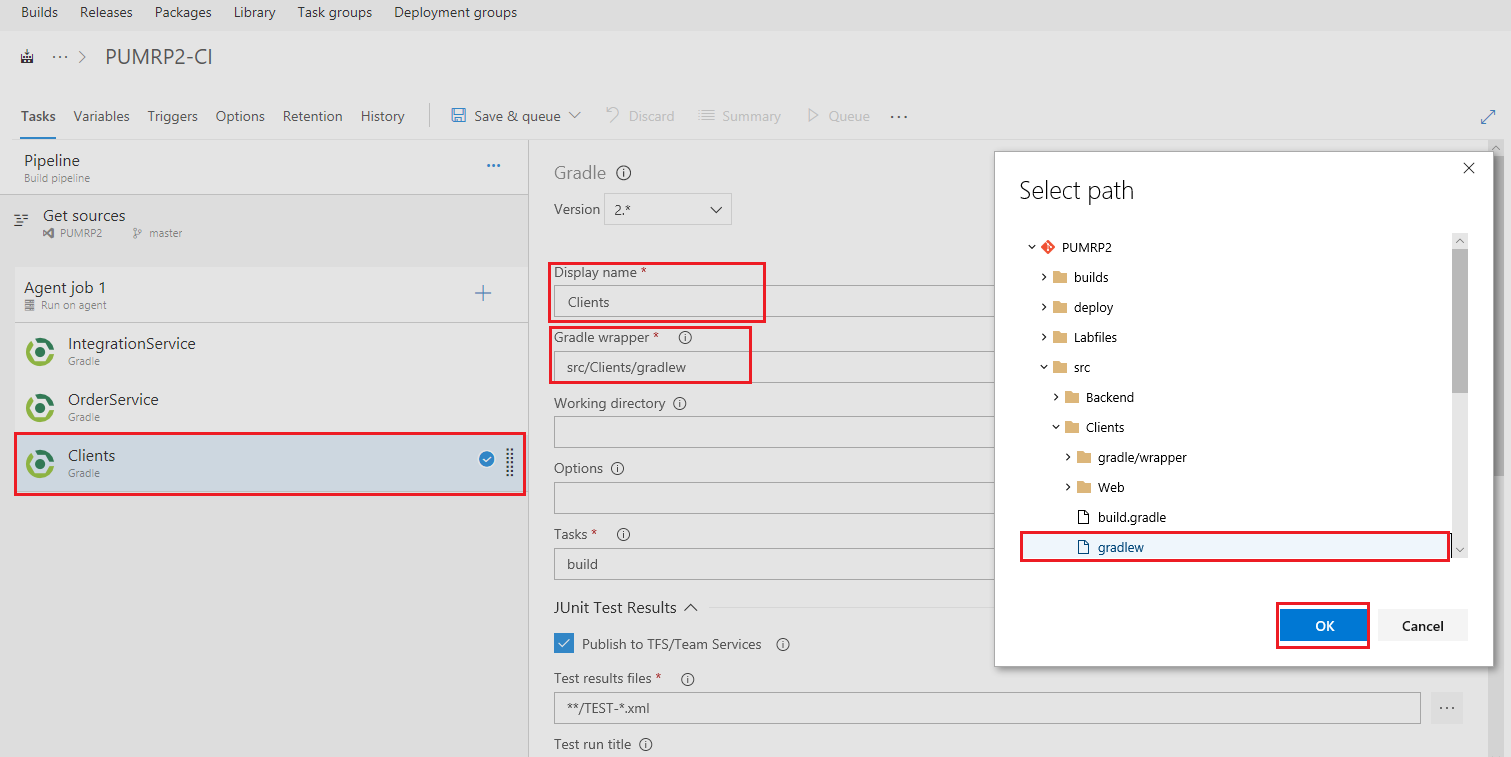 Builds Releases Packages Library Task groups Deployment groups
··· > PUMRP2-CI
Tasks Variables Triggers Options Retention History Save & queue Discard Summary Queue ···
Pipeline ···
Build pipeline
Get sources
PUMRP2 master
Agent job 1
Run on agent
IntegrationService
Gradle
OrderService
Gradle
Clients
Gradle
Gradle
Version 2.*
Display name *
Clients
Gradle wrapper *
src/Clients/gradlew
Working directory
Options
Tasks *
build
JUnit Test Results
Publish to TFS/Team Services
Test results files *
**/TEST-*.xml ···
Test run title
Select path
PUMRP2
builds
deploy
Labfiles
src
Backend
Clients
gradle/wrapper
Web
build.gradle
gradlew
OK Cancel